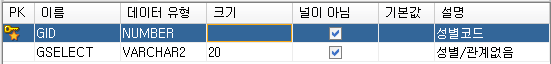 PK 이름 데이터 유형 크기 널이 아님 기본값 설명
GID NUMBER 성별코드
GSELECT VARCHAR2 20 성별/관계없음